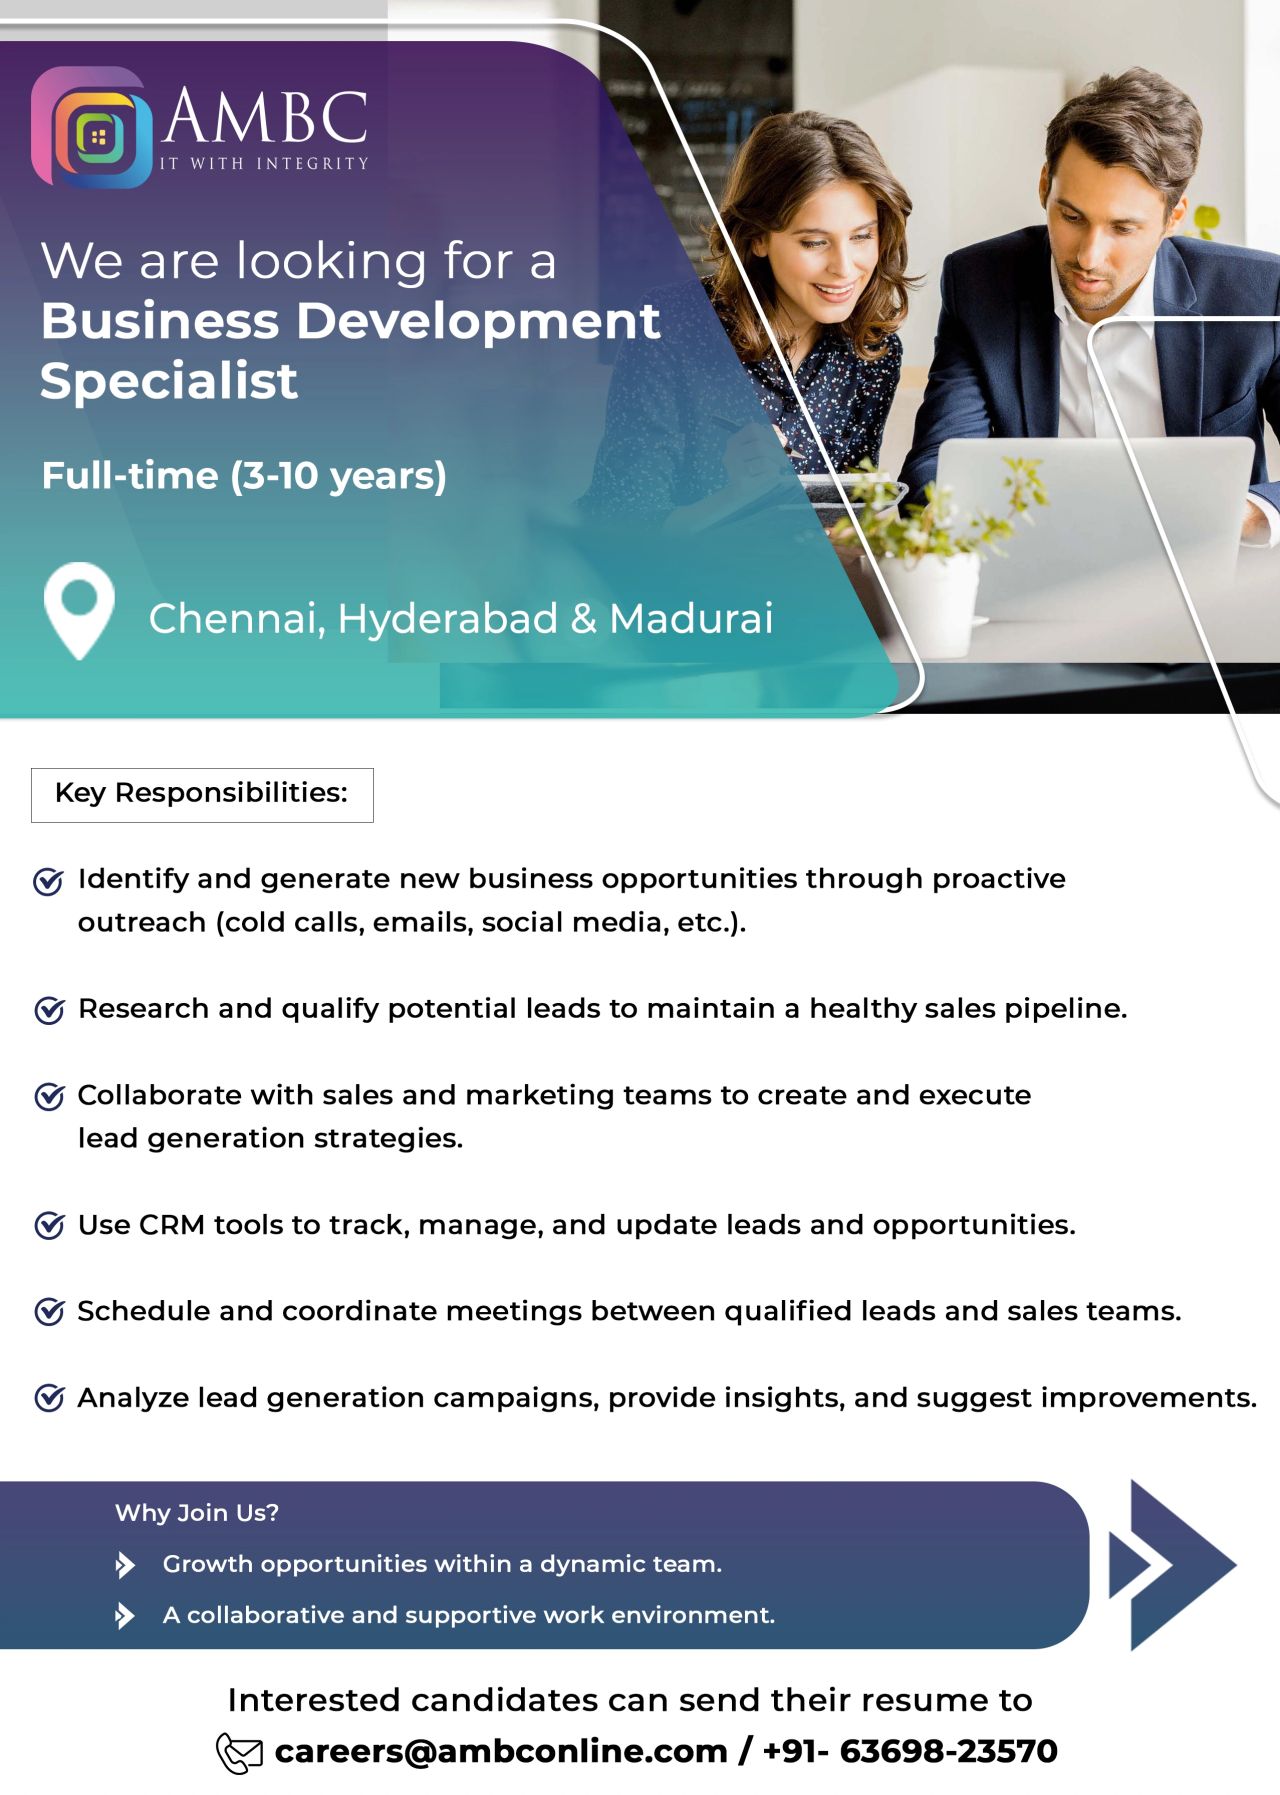 AMBC
IT WITH INTEGRITY
We are looking for a
Business Development
Specialist
Full-time (3-10 years)
Chennai, Hyderabad & Madurai
Key Responsibilities:
Identify and generate new business opportunities through proactive
outreach (cold calls, emails, social media, etc.).
Research and qualify potential leads to maintain a healthy sales pipeline.
Collaborate with sales and marketing teams to create and execute
lead generation strategies.
Use CRM tools to track, manage, and update leads and opportunities.
Schedule and coordinate meetings between qualified leads and sales teams.
Analyze lead generation campaigns, provide insights, and suggest improvements.
Why Join Us?
Growth opportunities within a dynamic team.
A collaborative and supportive work environment.
Interested candidates can send their resume to
careers@ambconline.com / +91- 63698-23570